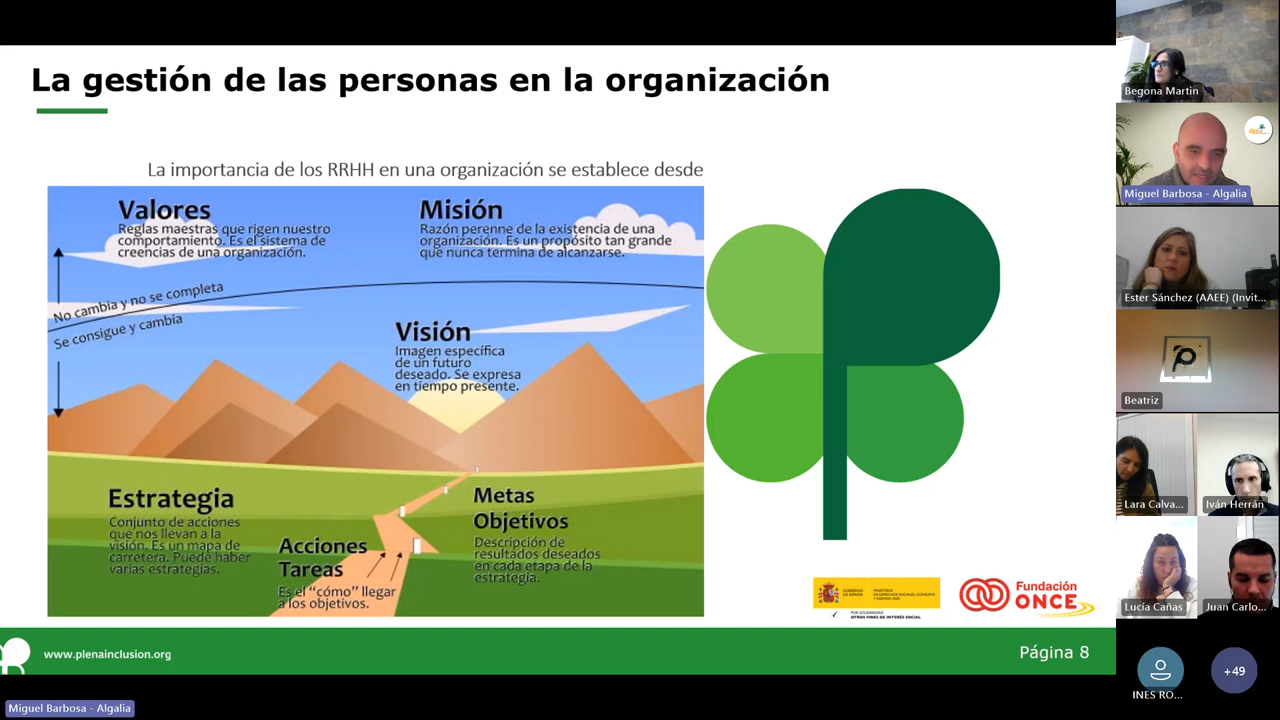 La gestión de las personas en la organización
La importancia de los RRHH en una organización se establece desde
Valores
Reglas maestras que rigen nuestro
comportamiento. Es el sistema de
creencias de una organización.
Misión
Razón perenne de la existencia de una
organización. Es un propósito tan grande
que nunca termina de alcanzarse.
No cambia y no se completa
Se consigue y cambia
Visión
Imagen específica
de un futuro
deseado. Se expresa
en tiempo presente.
Estrategia
Conjunto de acciones
que nos llevan a la
visión. Es un mapa de
carretera. Puede haber
varias estrategias.
Acciones
Tareas
Es el “cómo” llegar
a los objetivos.
Metas
Objetivos
Descripción de
resultados deseados
en cada etapa de la
estrategia.
GOBIERNO
DE ESPAÑA
MINISTERIO
DE DERECHOS SOCIALES, CONSUMO
Y AGENDA 2030
POR SOLIDARIDAD
OTROS FINES DE INTERÉS SOCIAL
Fundación
ONCE
www.plenainclusion.org
Página 8
Miguel Barbosa - Algalia
Begona Martin
Miguel Barbosa - Algalia
Ester Sánchez (AAEE) (Invit...
Beatriz
Lara Calva...
Iván Herrán
Lucía Cañas
Juan Carlo...
INES RO...
+49